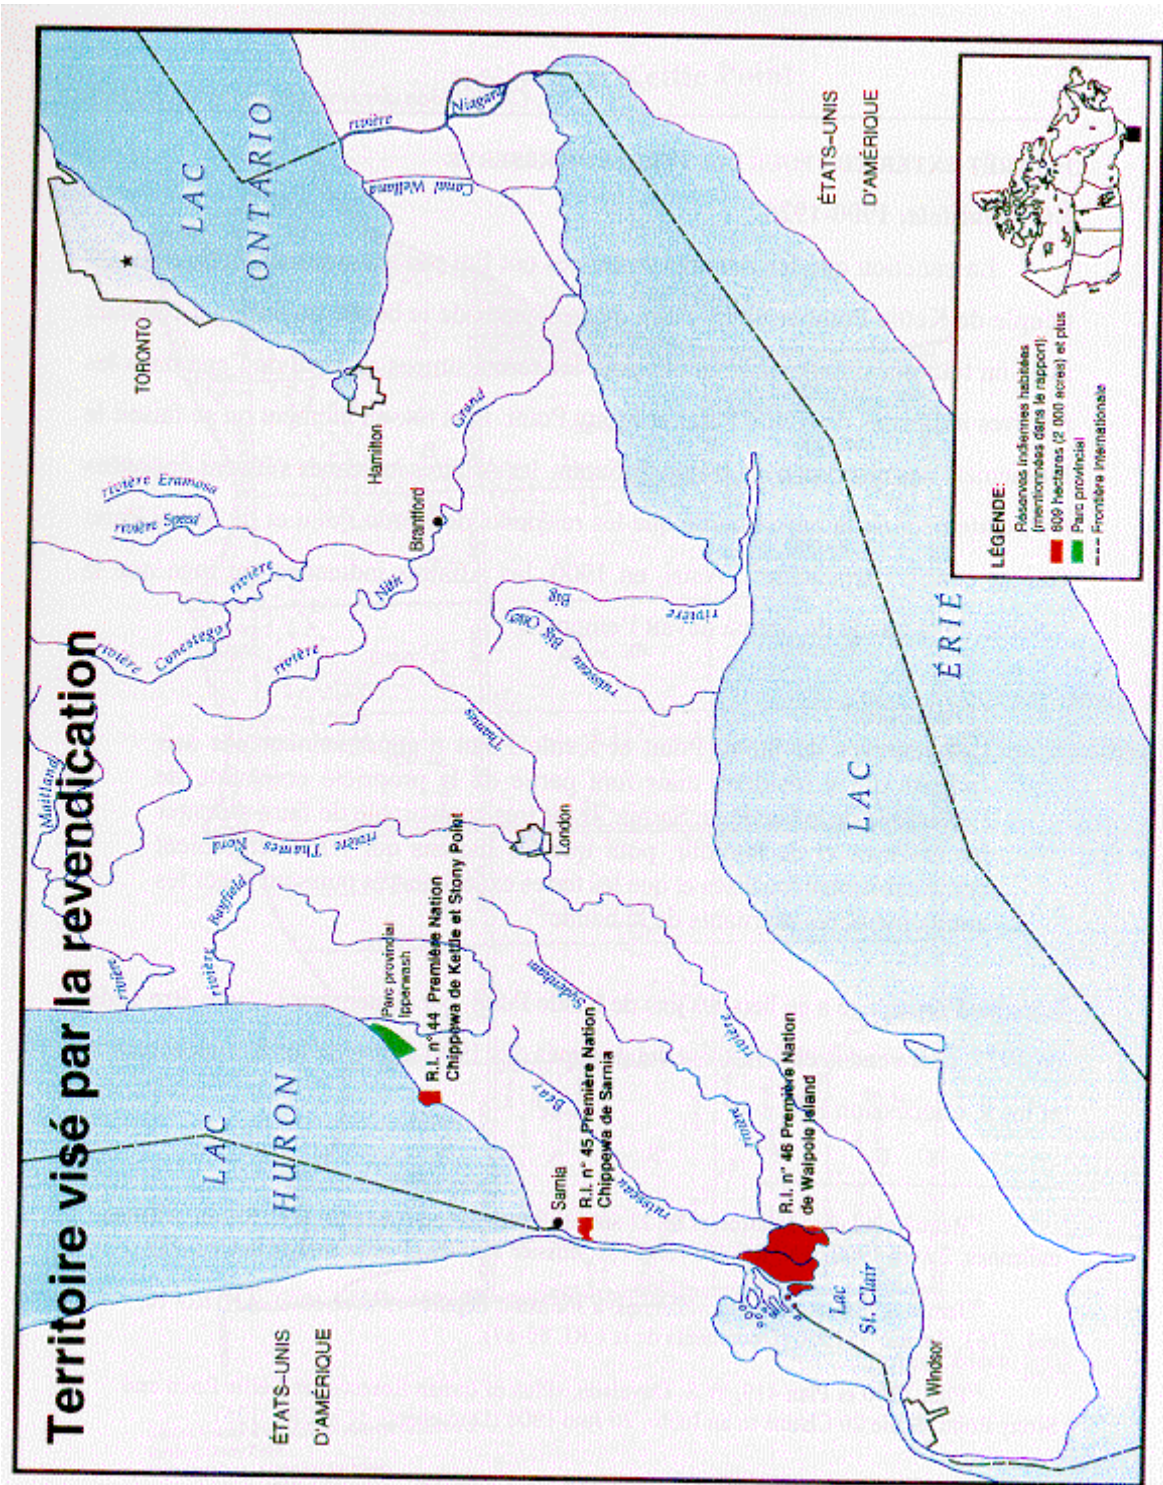 Territoire visé par la revendication
LAC
HURON
LAC
ONTARIO
LAC
ÉRIÉ
Lac
St. Clair
ÉTATS–UNIS
D'AMÉRIQUE
ÉTATS–UNIS
D'AMÉRIQUE
TORONTO
Hamilton
Brantford
London
Sarnia
Windsor
Parc provincial
Ipperwash
R.I. n° 44 Première Nation
Chippewa de Kettle et Stony Point
R.I. n° 45 Première Nation
Chippewa de Sarnia
R.I. n° 46 Première Nation
de Walpole Island
Maitland
rivière
rivière Bayfield
rivière Thames Nord
Thames
rivière
rivière
Sydenham
ruisseau Bear
rivière Conestogo
rivière
rivière Speed
rivière Eramosa
rivière Nith
Grand
rivière Big
ruisseau Big Otter
Canal Welland
rivière Niagara
LÉGENDE:
Réserves indiennes habitées
(mentionnées dans le rapport):
809 hectares (2 000 acres) et plus
Parc provincial
Frontière internationale